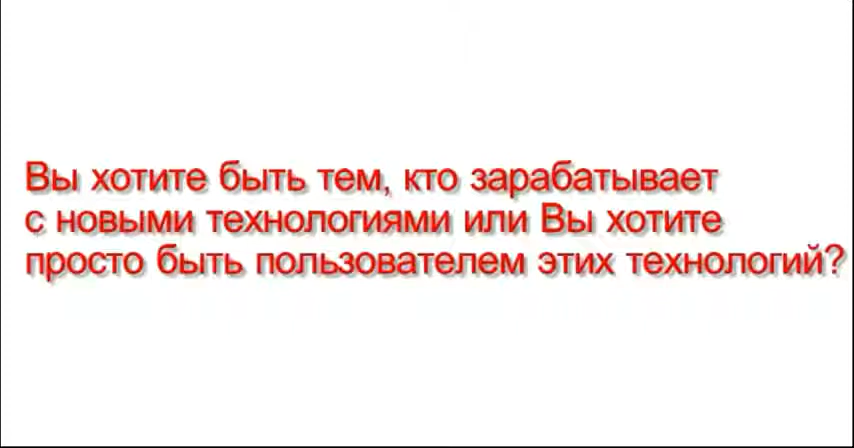 Вы хотите быть тем, кто зарабатывает
с новыми технологиями или Вы хотите
просто быть пользователем этих технологий?